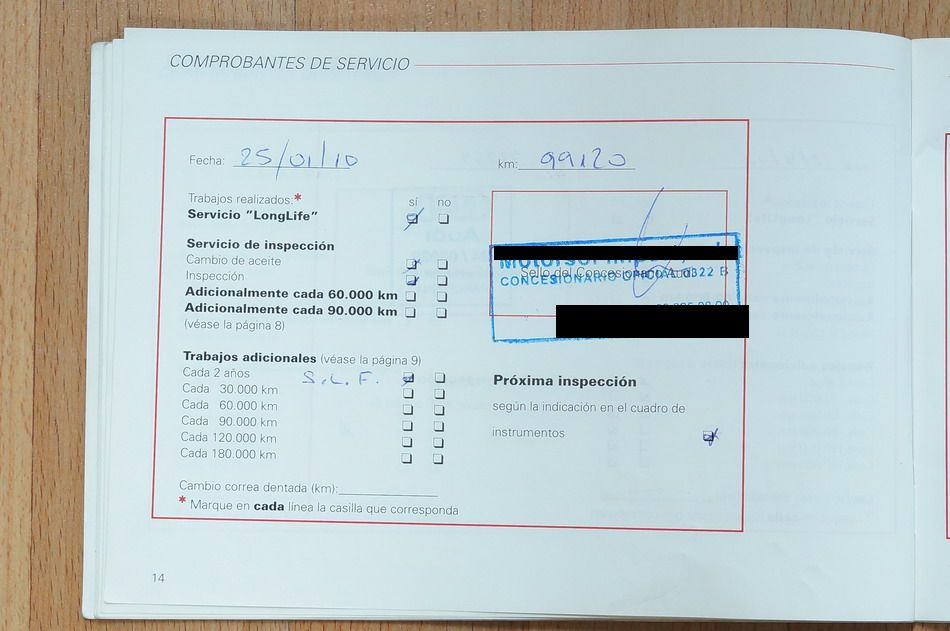 COMPROBANTES DE SERVICIO
Fecha: 25/01/10
km: 99120
Trabajos realizados:*
sí no
Servicio "LongLife"
Servicio de inspección
Cambio de aceite
Inspección
Adicionalmente cada 60.000 km
Adicionalmente cada 90.000 km
(véase la página 8)
Sello del Concesionario Audi
CONCESIONARIO OFICIAL 0322 B
Trabajos adicionales (véase la página 9)
Cada 2 años S.L.F.
Cada 30.000 km
Cada 60.000 km
Cada 90.000 km
Cada 120.000 km
Cada 180.000 km
Próxima inspección
según la indicación en el cuadro de
instrumentos
Cambio correa dentada (km):
* Marque en cada línea la casilla que corresponda
14